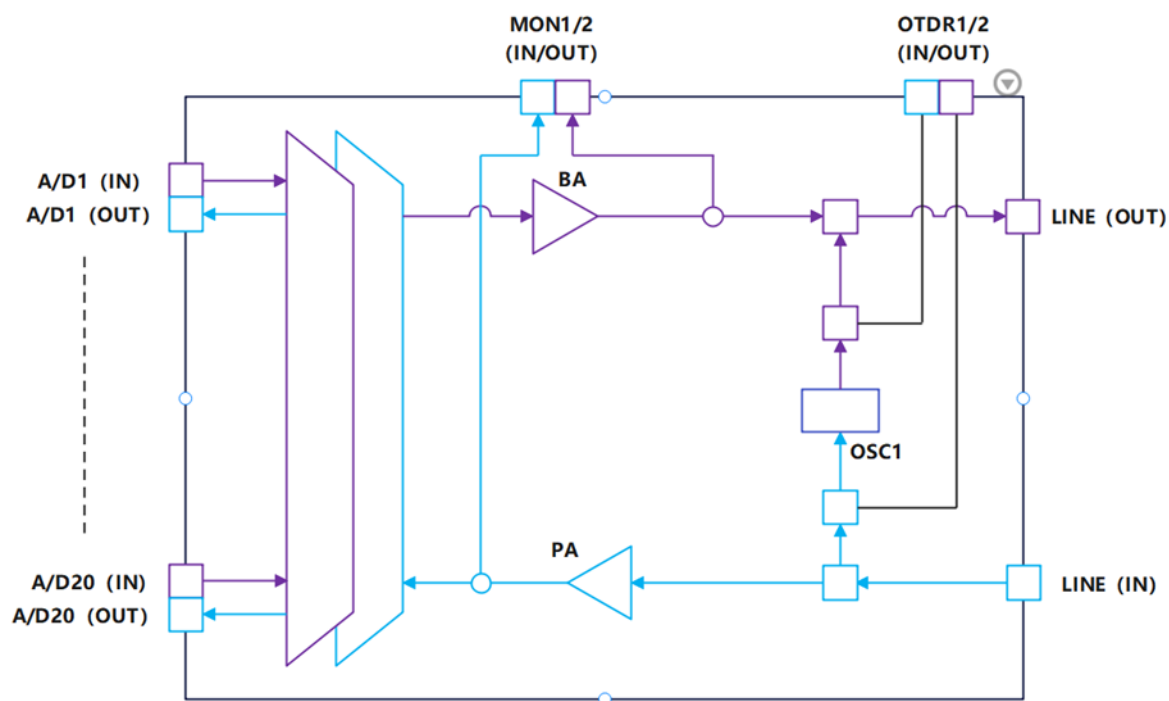 MON1/2
(IN/OUT)
OTDR1/2
(IN/OUT)
A/D1 (IN)
A/D1 (OUT)
BA
LINE (OUT)
OSC1
PA
A/D20 (IN)
A/D20 (OUT)
LINE (IN)